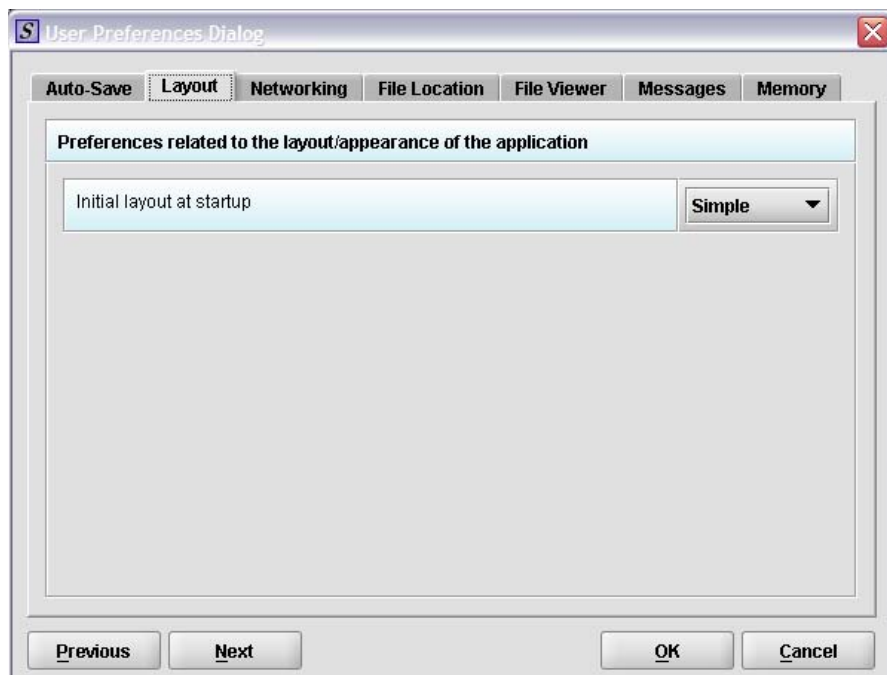 S User Preferences Dialog
Auto-Save Layout Networking File Location File Viewer Messages Memory
Preferences related to the layout/appearance of the application
Initial layout at startup Simple
Previous Next OK Cancel